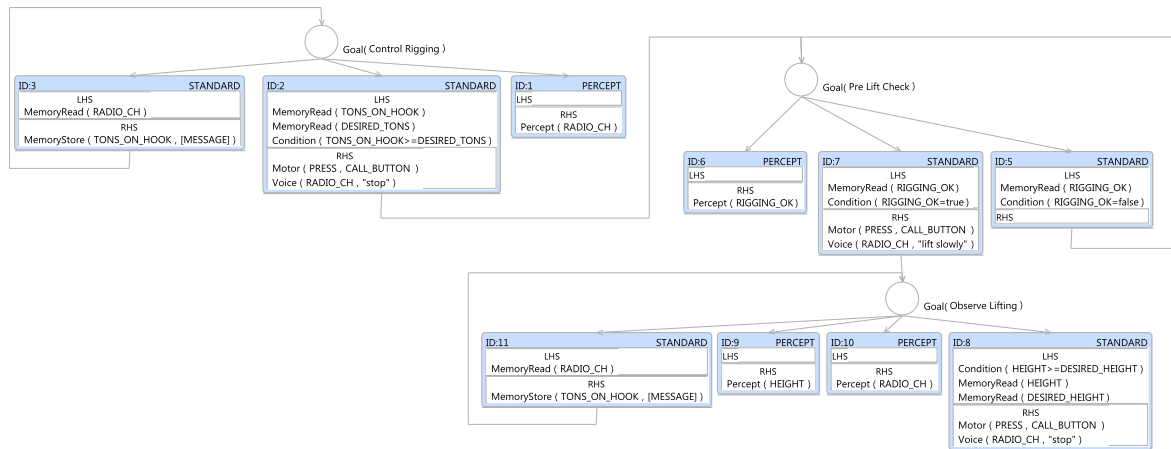 Goal( Control Rigging )
ID:3 STANDARD
LHS
MemoryRead ( RADIO_CH )
RHS
MemoryStore ( TONS_ON_HOOK , [MESSAGE] )
ID:2 STANDARD
LHS
MemoryRead ( TONS_ON_HOOK )
MemoryRead ( DESIRED_TONS )
Condition ( TONS_ON_HOOK>=DESIRED_TONS )
RHS
Motor ( PRESS , CALL_BUTTON )
Voice ( RADIO_CH , "stop" )
ID:1 PERCEPT
LHS
RHS
Percept ( RADIO_CH )
Goal( Pre Lift Check )
ID:6 PERCEPT
LHS
RHS
Percept ( RIGGING_OK)
ID:7 STANDARD
LHS
MemoryRead ( RIGGING_OK)
Condition ( RIGGING_OK=true)
RHS
Motor ( PRESS , CALL_BUTTON )
Voice ( RADIO_CH , "lift slowly" )
ID:5 STANDARD
LHS
MemoryRead ( RIGGING_OK)
Condition ( RIGGING_OK=false)
RHS
Goal( Observe Lifting )
ID:11 STANDARD
LHS
MemoryRead ( RADIO_CH )
RHS
MemoryStore ( TONS_ON_HOOK , [MESSAGE] )
ID:9 PERCEPT
LHS
RHS
Percept ( HEIGHT )
ID:10 PERCEPT
LHS
RHS
Percept ( RADIO_CH )
ID:8 STANDARD
LHS
Condition ( HEIGHT>=DESIRED_HEIGHT )
MemoryRead ( HEIGHT )
MemoryRead ( DESIRED_HEIGHT )
RHS
Motor ( PRESS , CALL_BUTTON )
Voice ( RADIO_CH , "stop" )